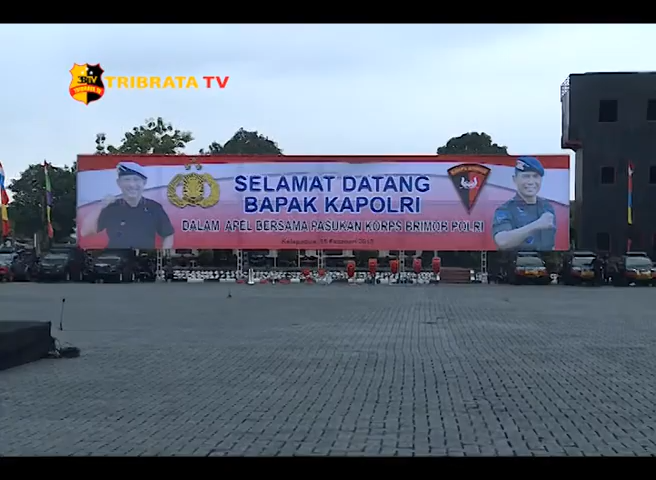 TRIBRATA TV
SELAMAT DATANG
BAPAK KAPOLRI
DALAM APEL BERSAMA PASUKAN KORPS BRIMOB POLRI